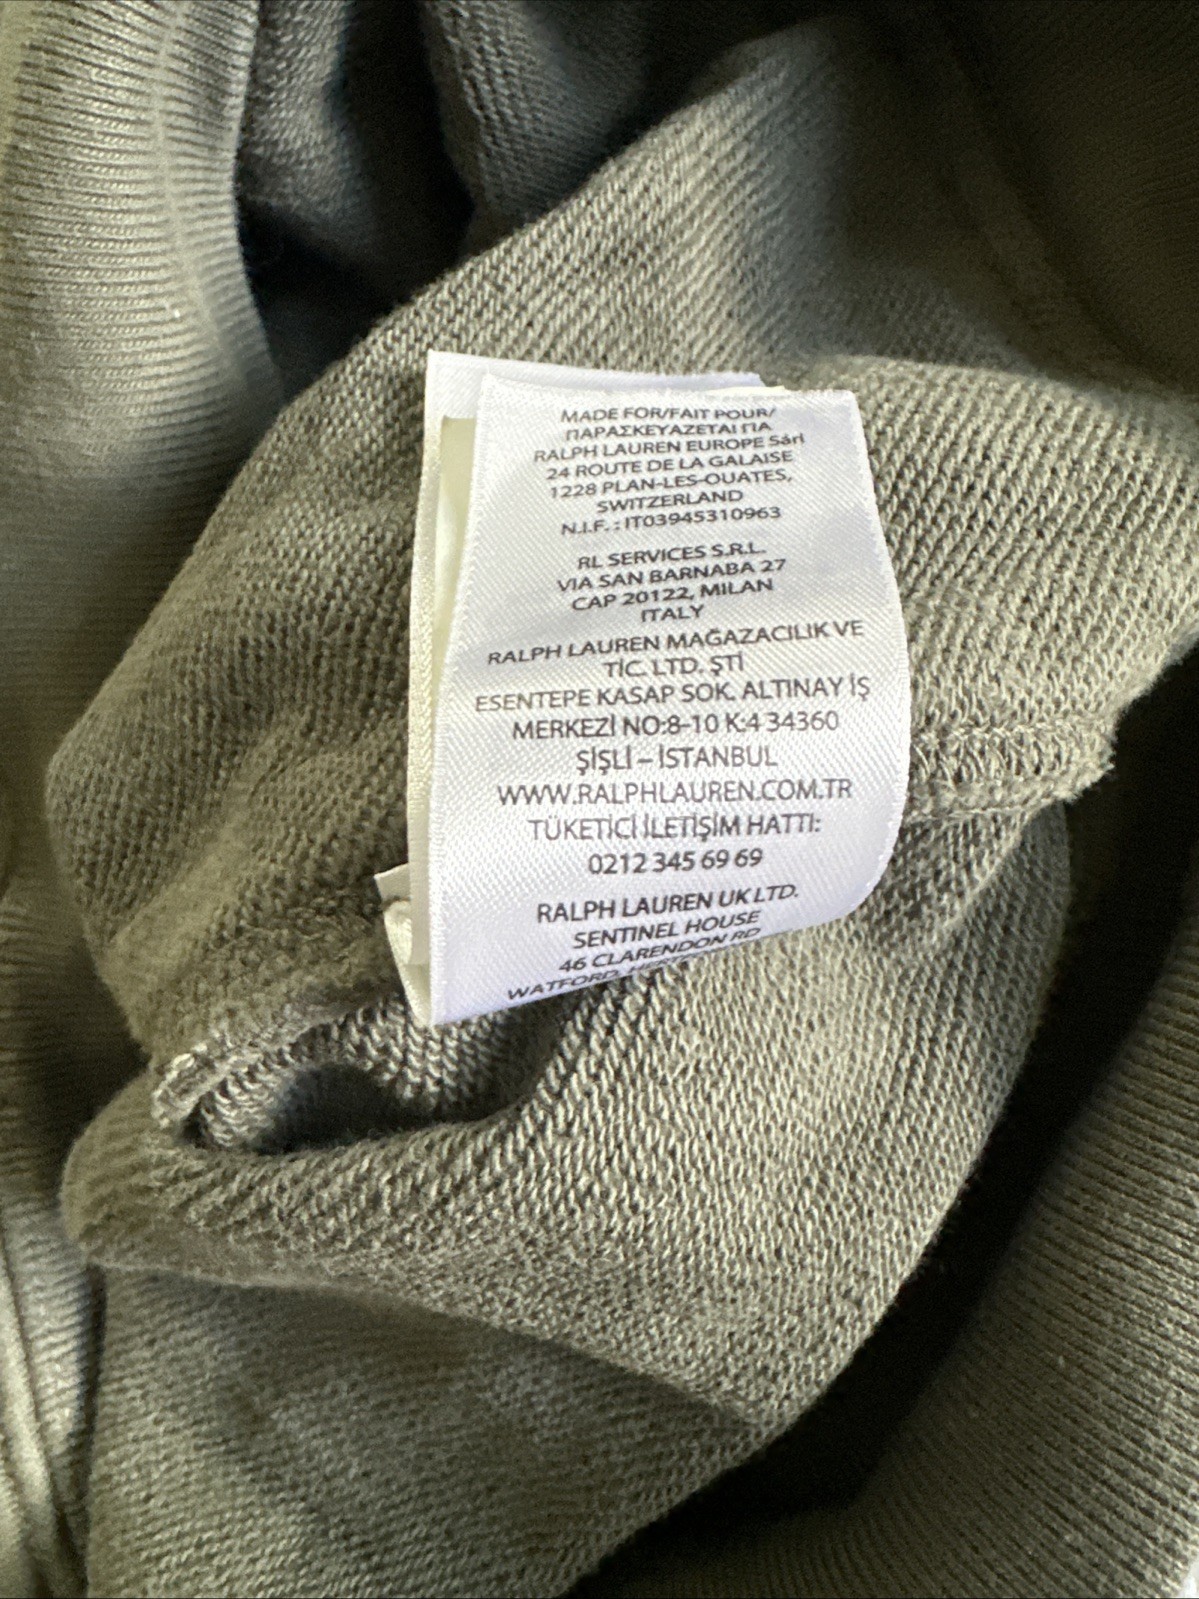 MADE FOR/FAIT POUR/
ΠΑΡΑΣΚΕΥΑΖΕΤΑΙ ΓΙΑ
RALPH LAUREN EUROPE Sárl
24 ROUTE DE LA GALAISE
1228 PLAN-LES-OUATES,
SWITZERLAND
N.I.F. : IT03945310963
RL SERVICES S.R.L.
VIA SAN BARNABA 27
CAP 20122, MILAN
ITALY
RALPH LAUREN MAĞAZACILIK VE
TİC. LTD. ŞTİ
ESENTEPE KASAP SOK. ALTINAY İŞ
MERKEZİ NO:8-10 K:4 34360
ŞİŞLİ – İSTANBUL
WWW.RALPHLAUREN.COM.TR
TÜKETİCİ İLETİŞİM HATTI:
0212 345 69 69
RALPH LAUREN UK LTD.
SENTINEL HOUSE
46 CLARENDON RD
WATFORD,